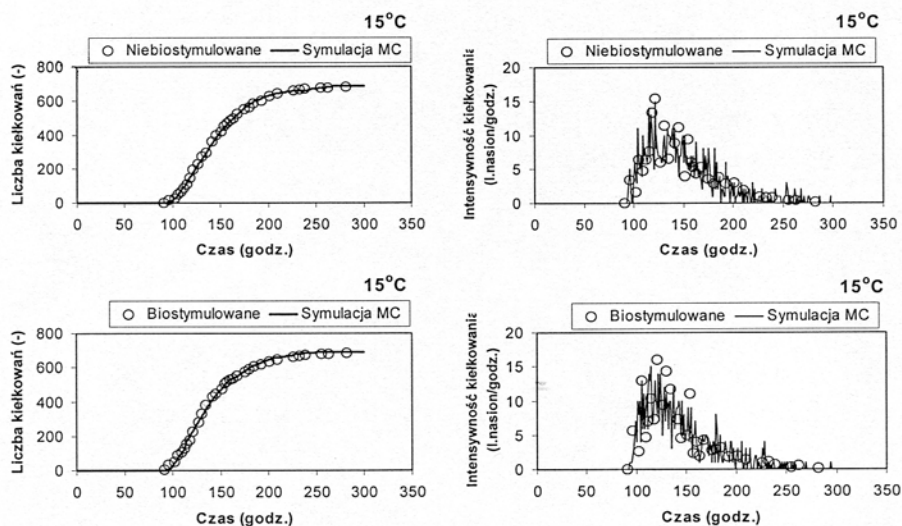 15°C
Niebiostymulowane Symulacja MC
Liczba kiełkowań (-)
800
600
400
200
0
0 50 100 150 200 250 300 350
Czas (godz.)
15°C
Niebiostymulowane Symulacja MC
Intensywność kiełkowania
(l.nasion/godz.)
20
15
10
5
0
0 50 100 150 200 250 300 350
Czas (godz.)
15°C
Biostymulowane Symulacja MC
Liczba kiełkowań (-)
800
600
400
200
0
0 50 100 150 200 250 300 350
Czas (godz.)
15°C
Biostymulowane Symulacja MC
Intensywność kiełkowania
(l.nasion/godz.)
20
15
10
5
0
0 50 100 150 200 250 300 350
Czas (godz.)